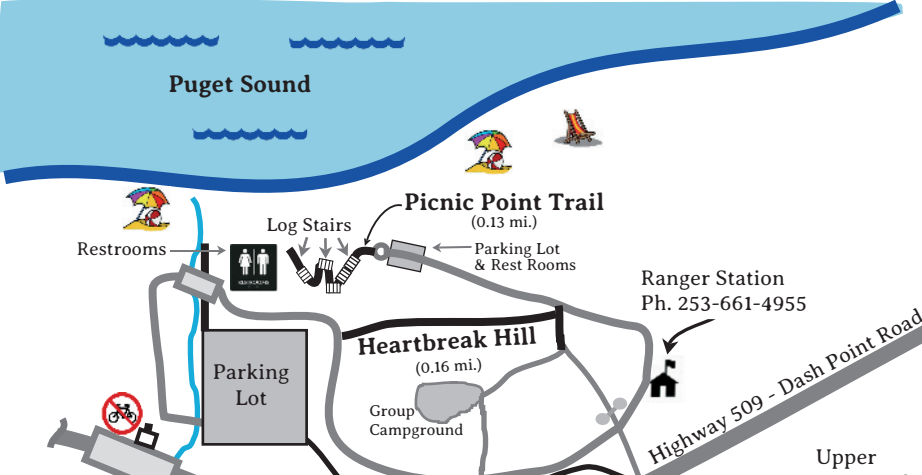 Puget Sound
Picnic Point Trail
(0.13 mi.)
Log Stairs
Restrooms
Parking Lot
& Rest Rooms
Ranger Station
Ph. 253-661-4955
Heartbreak Hill
(0.16 mi.)
Parking
Lot
Group
Campground
Highway 509 - Dash Point Road
Upper